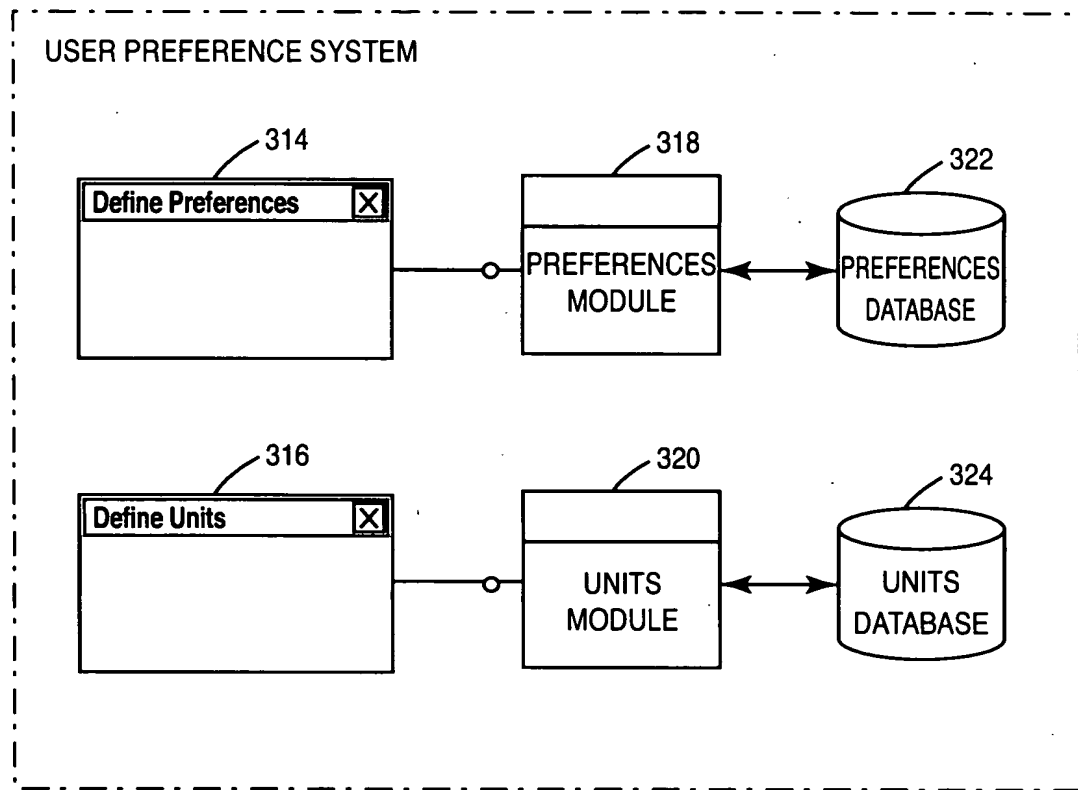 USER PREFERENCE SYSTEM
314
318
322
Define Preferences
X
PREFERENCES
MODULE
PREFERENCES
DATABASE
316
320
324
Define Units
X
UNITS
MODULE
UNITS
DATABASE